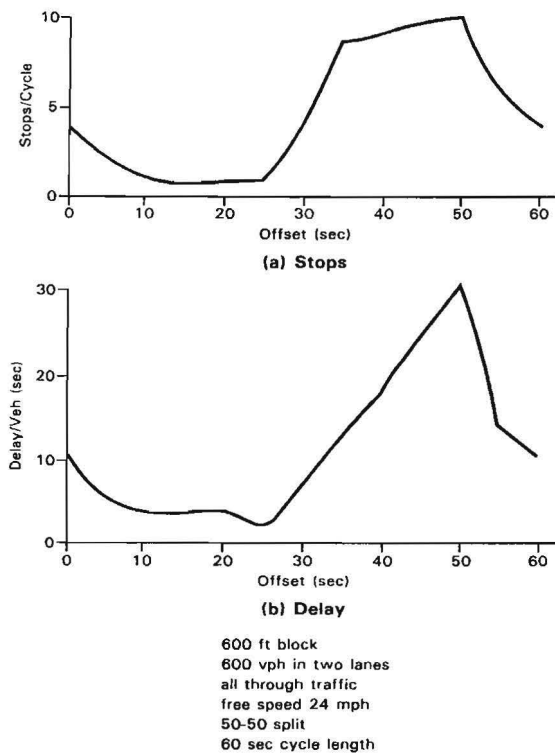 10
5
0
Stops/Cycle
0 10 20 30 40 50 60
Offset (sec)
(a) Stops
30
20
10
0
Delay/Veh (sec)
0 10 20 30 40 50 60
Offset (sec)
(b) Delay
600 ft block
600 vph in two lanes
all through traffic
free speed 24 mph
50-50 split
60 sec cycle length